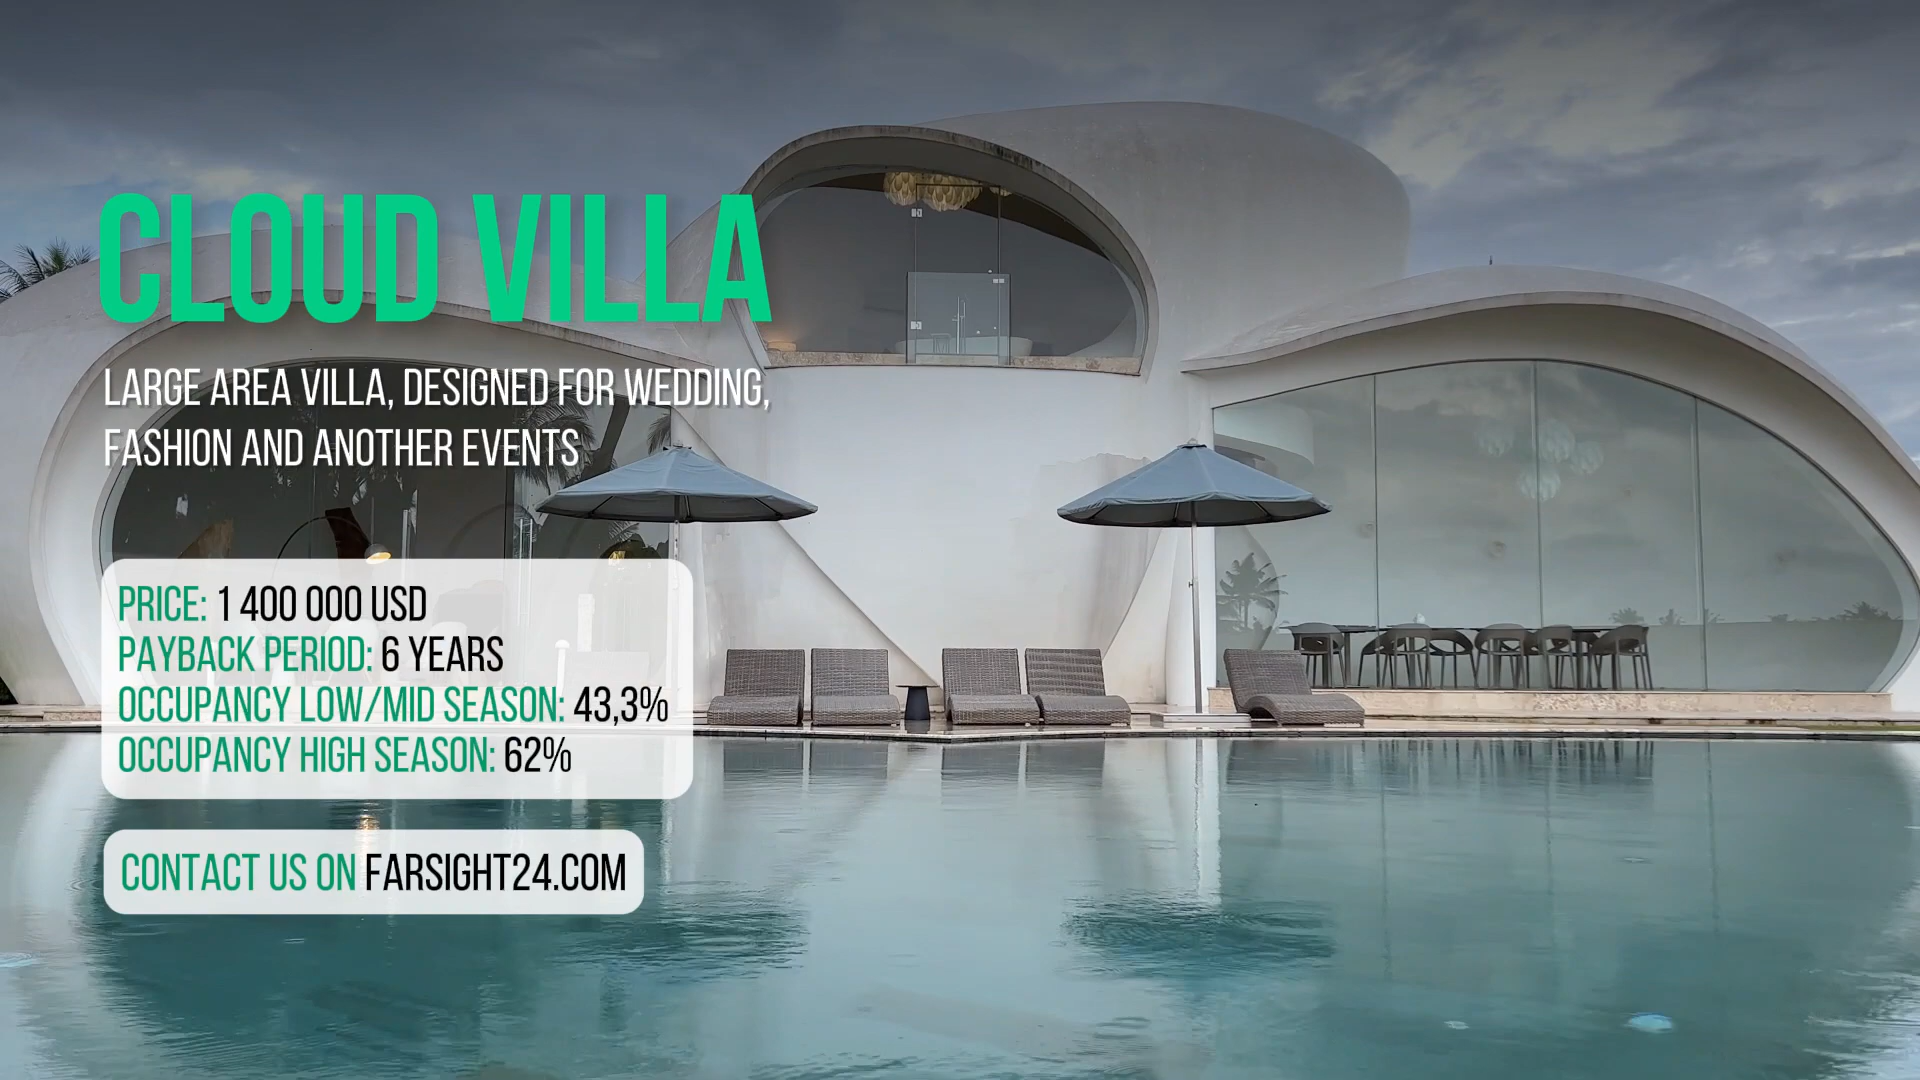 CLOUD VILLA
LARGE AREA VILLA, DESIGNED FOR WEDDING,
FASHION AND ANOTHER EVENTS
PRICE: 1 400 000 USD
PAYBACK PERIOD: 6 YEARS
OCCUPANCY LOW/MID SEASON: 43,3%
OCCUPANCY HIGH SEASON: 62%
CONTACT US ON FARSIGHT24.COM